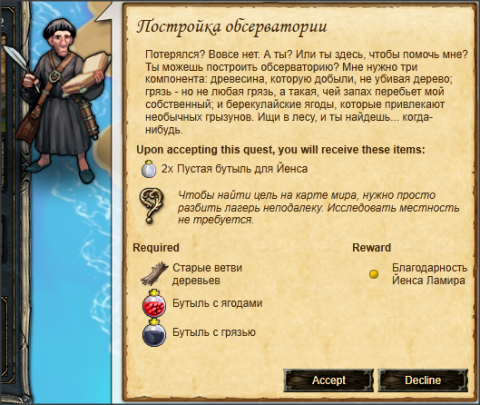 Постройка обсерватории
Потерялся? Вовсе нет. А ты? Или ты здесь, чтобы помочь мне?
Ты можешь построить обсерваторию? Мне нужны три
компонента: древесина, которую добыли, не убивая дерево;
грязь - но не любая грязь, а такая, чей запах перебьет мой
собственный; и берекулайские ягоды, которые привлекают
необычных грызунов. Ищи в лесу, и ты найдешь... когда-
нибудь.
Upon accepting this quest, you will receive these items:
2x Пустая бутыль для Йенса
Чтобы найти цель на карте мира, нужно просто
разбить лагерь неподалеку. Исследовать местность
не требуется.
Required
Reward
Старые ветви
деревьев
Благодарность
Йенса Ламира
Бутыль с ягодами
Бутыль с грязью
Accept
Decline